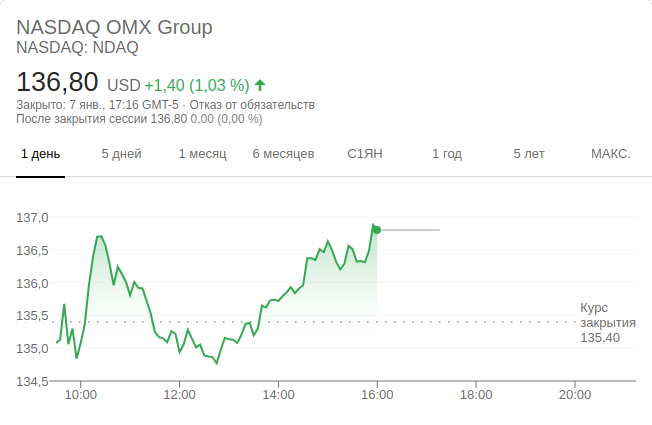 NASDAQ OMX Group
NASDAQ: NDAQ
136,80 USD +1,40 (1,03 %)
Закрыто: 7 янв., 17:16 GMT-5 · Отказ от обязательств
После закрытия сессии 136,80 0,00 (0,00 %)
1 день 5 дней 1 месяц 6 месяцев С1ЯН 1 год 5 лет МАКС.
137,0
136,5
136,0
135,5
135,0
134,5
Курс
закрытия
135,40
10:00 12:00 14:00 16:00 18:00 20:00